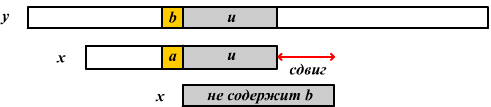 y b u
x a u
сдвиг
x не содержит b